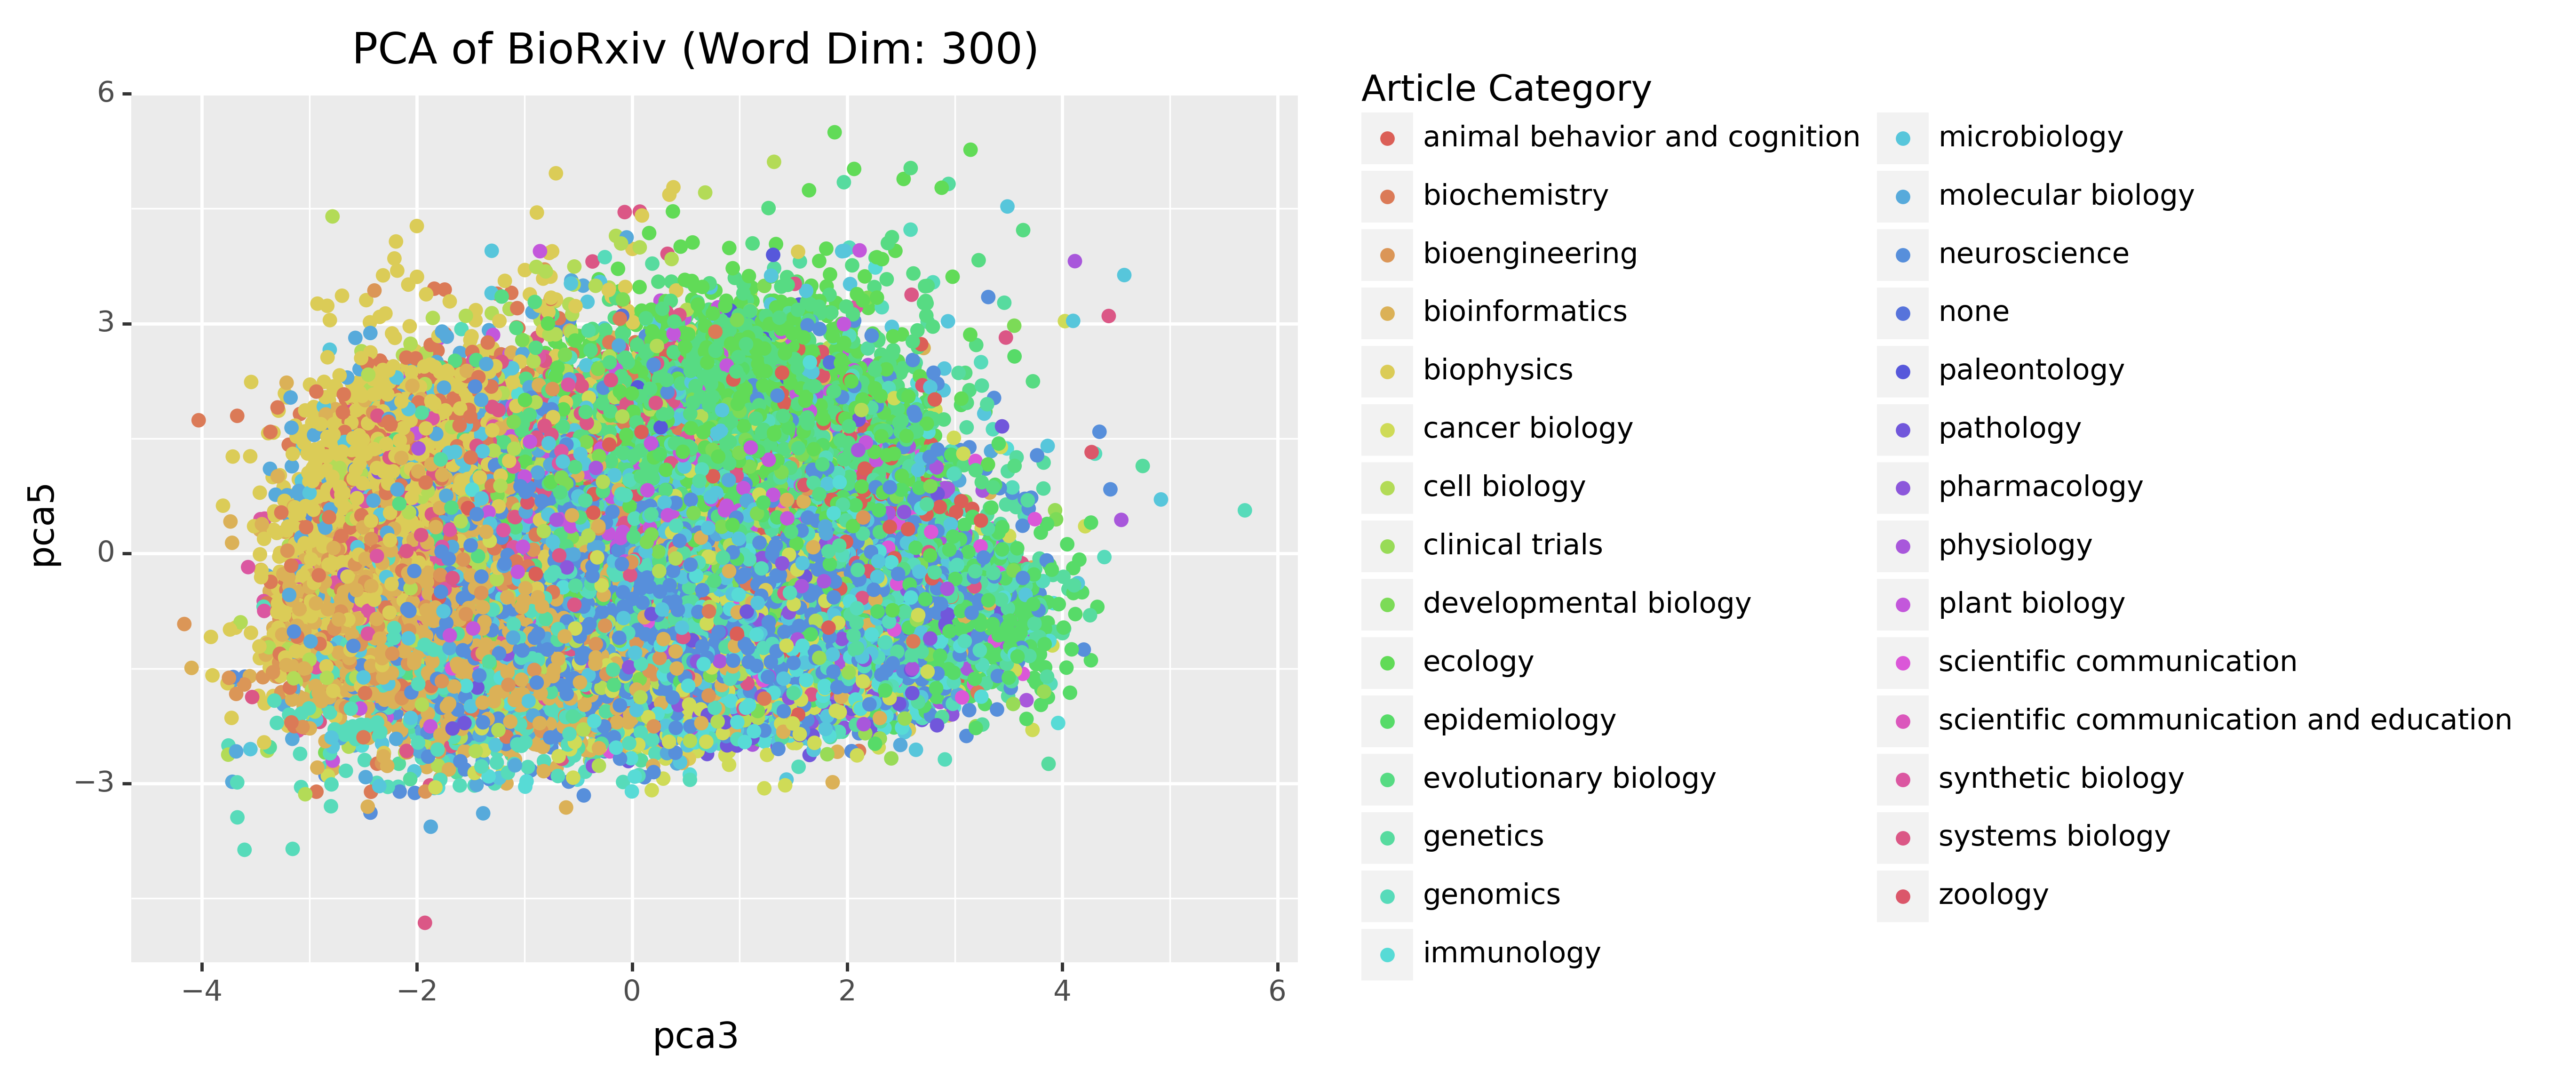 PCA of BioRxiv (Word Dim: 300)
6
3
0
−3
pca5
−4 −2 0 2 4 6
pca3
Article Category
animal behavior and cognition
biochemistry
bioengineering
bioinformatics
biophysics
cancer biology
cell biology
clinical trials
developmental biology
ecology
epidemiology
evolutionary biology
genetics
genomics
immunology
microbiology
molecular biology
neuroscience
none
paleontology
pathology
pharmacology
physiology
plant biology
scientific communication
scientific communication and education
synthetic biology
systems biology
zoology